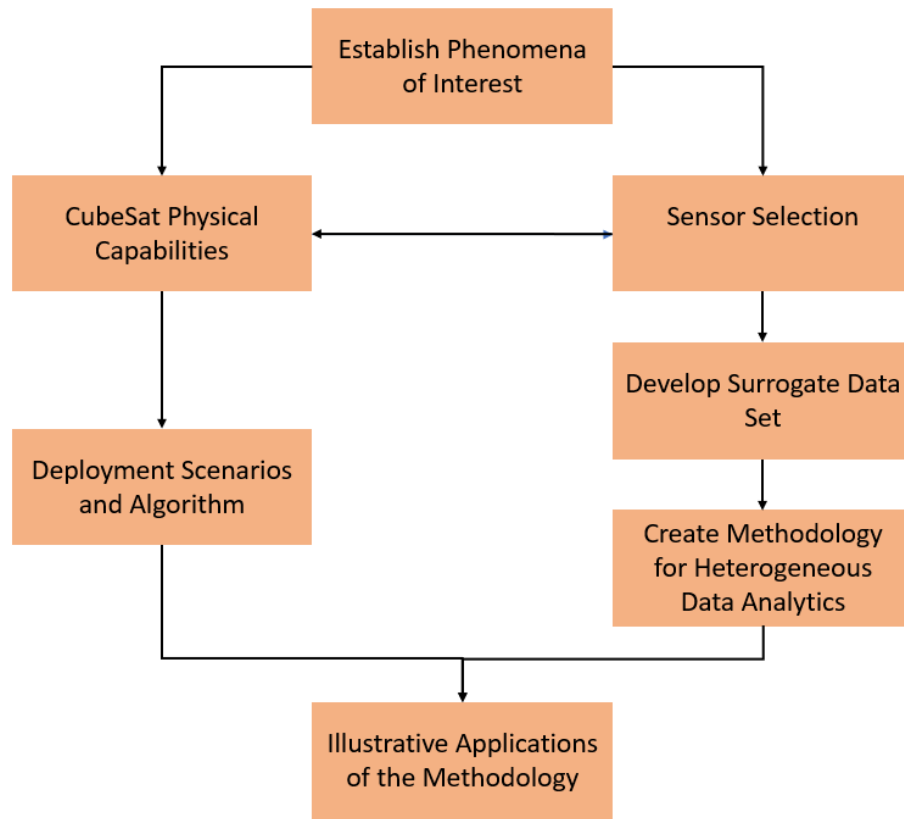 Establish Phenomena
of Interest
CubeSat Physical
Capabilities
Sensor Selection
Develop Surrogate Data
Set
Deployment Scenarios
and Algorithm
Create Methodology
for Heterogeneous
Data Analytics
Illustrative Applications
of the Methodology